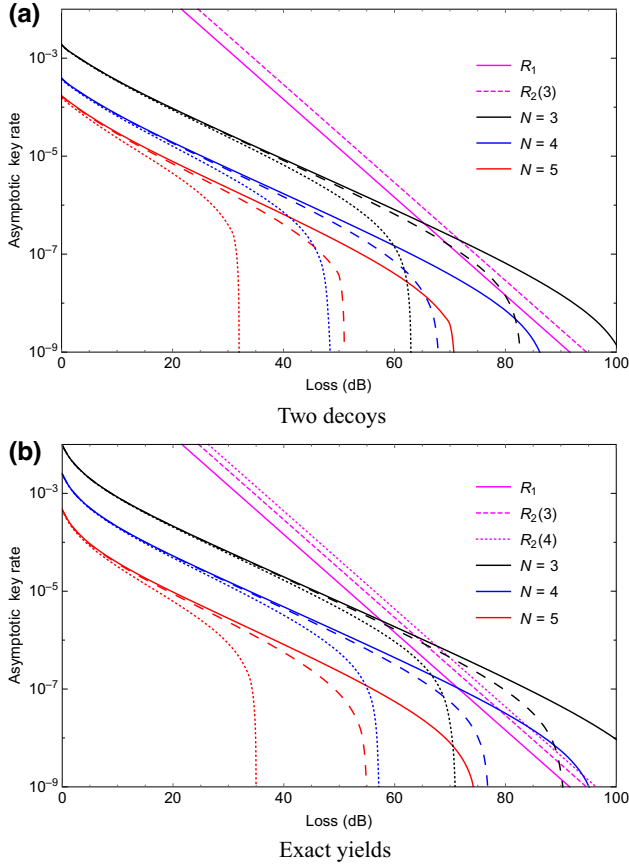 (a)
10⁻³
10⁻⁵
10⁻⁷
10⁻⁹
Asymptotic key rate
R₁
R₂(3)
N = 3
N = 4
N = 5
0 20 40 60 80 100
Loss (dB)
Two decoys
(b)
10⁻³
10⁻⁵
10⁻⁷
10⁻⁹
Asymptotic key rate
R₁
R₂(3)
R₂(4)
N = 3
N = 4
N = 5
0 20 40 60 80 100
Loss (dB)
Exact yields